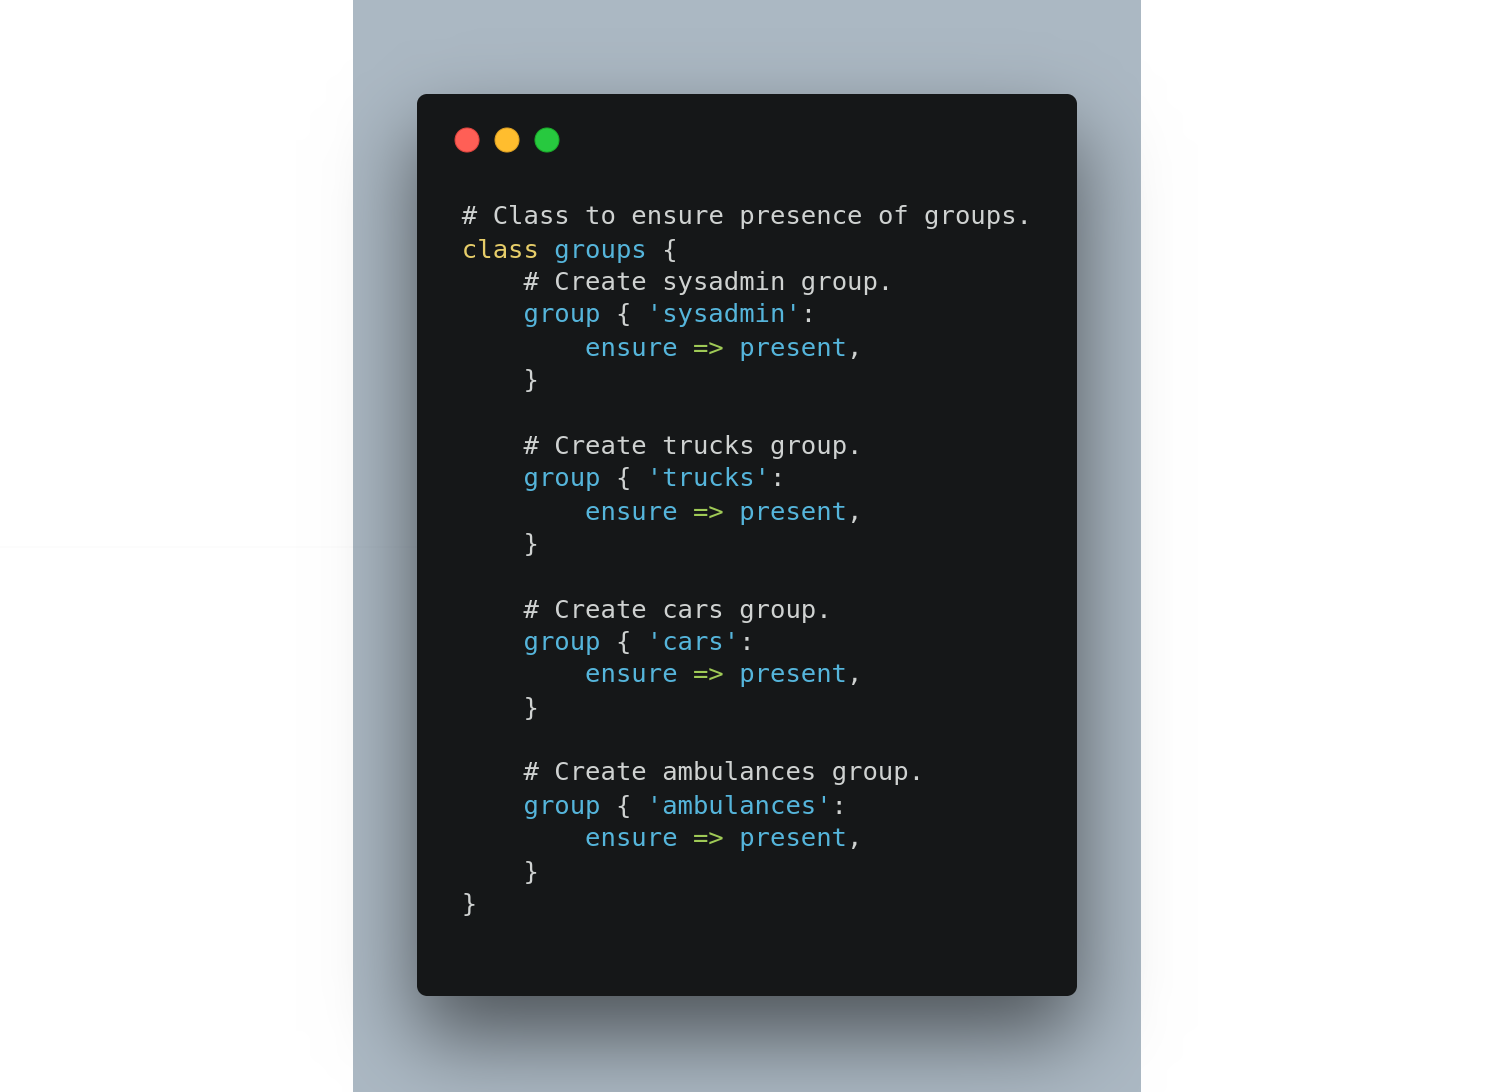 # Class to ensure presence of groups.
class groups {
    # Create sysadmin group.
    group { 'sysadmin':
        ensure => present,
    }

    # Create trucks group.
    group { 'trucks':
        ensure => present,
    }

    # Create cars group.
    group { 'cars':
        ensure => present,
    }

    # Create ambulances group.
    group { 'ambulances':
        ensure => present,
    }
}